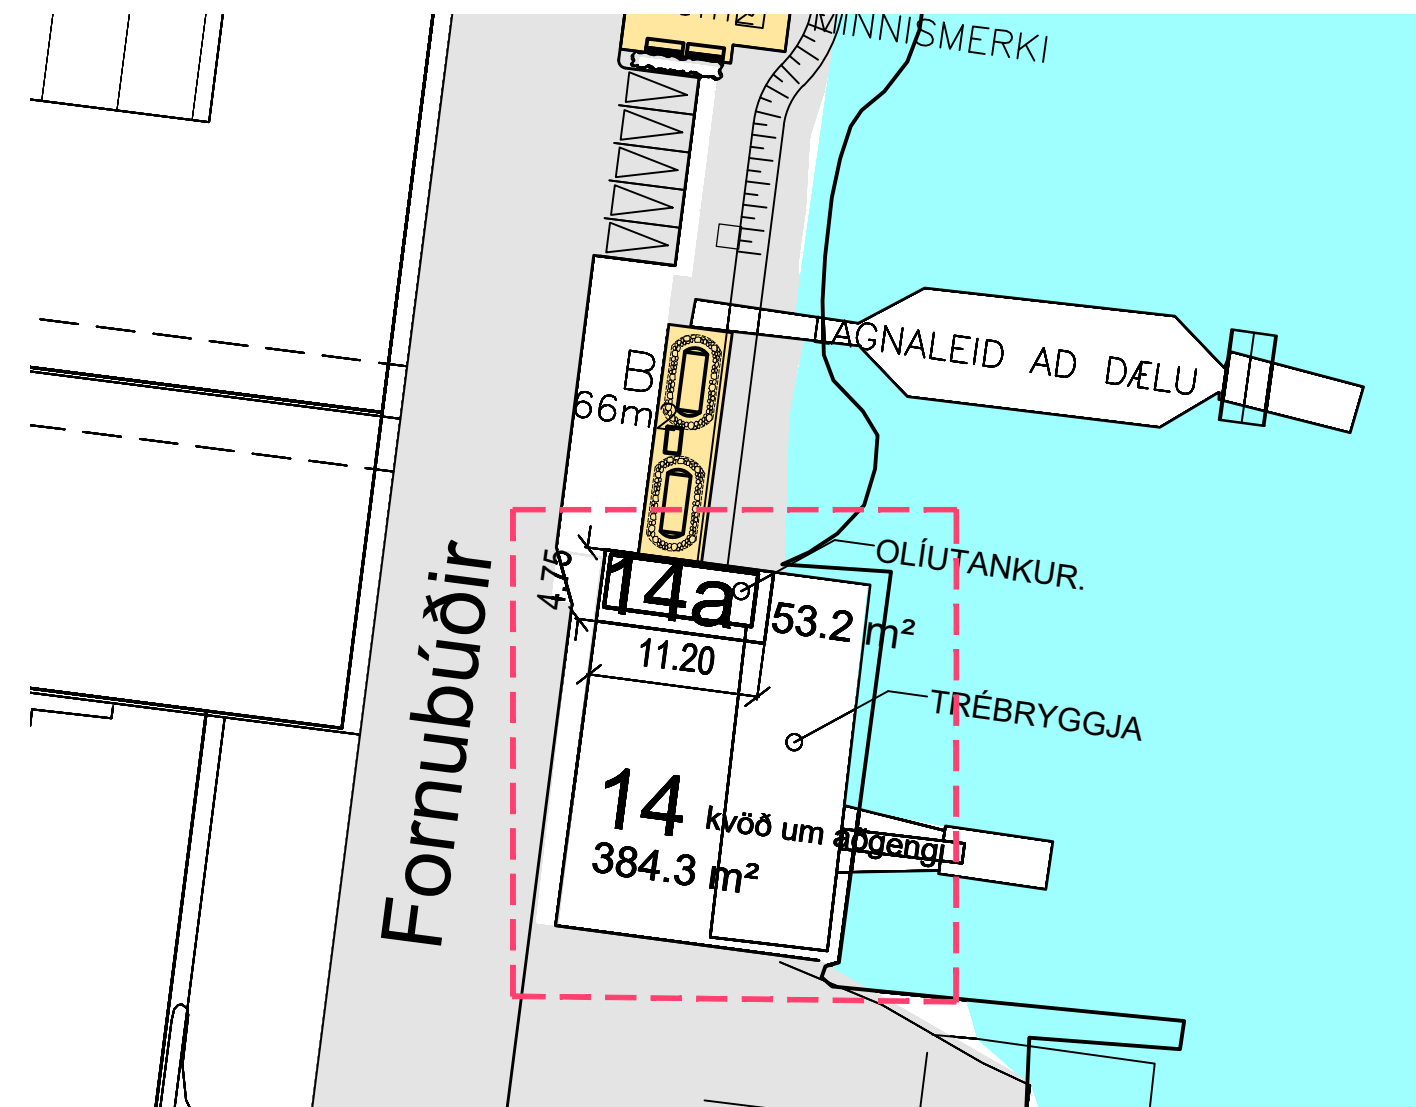 MINNISMERKI
LAGNALEID AD DÆLU
B
66m2
OLÍUTANKUR.
4.75
14a
53.2 m²
11.20
TRÉBRYGGJA
Fornubúðir
14
kvöð um aðgengi
384.3 m²